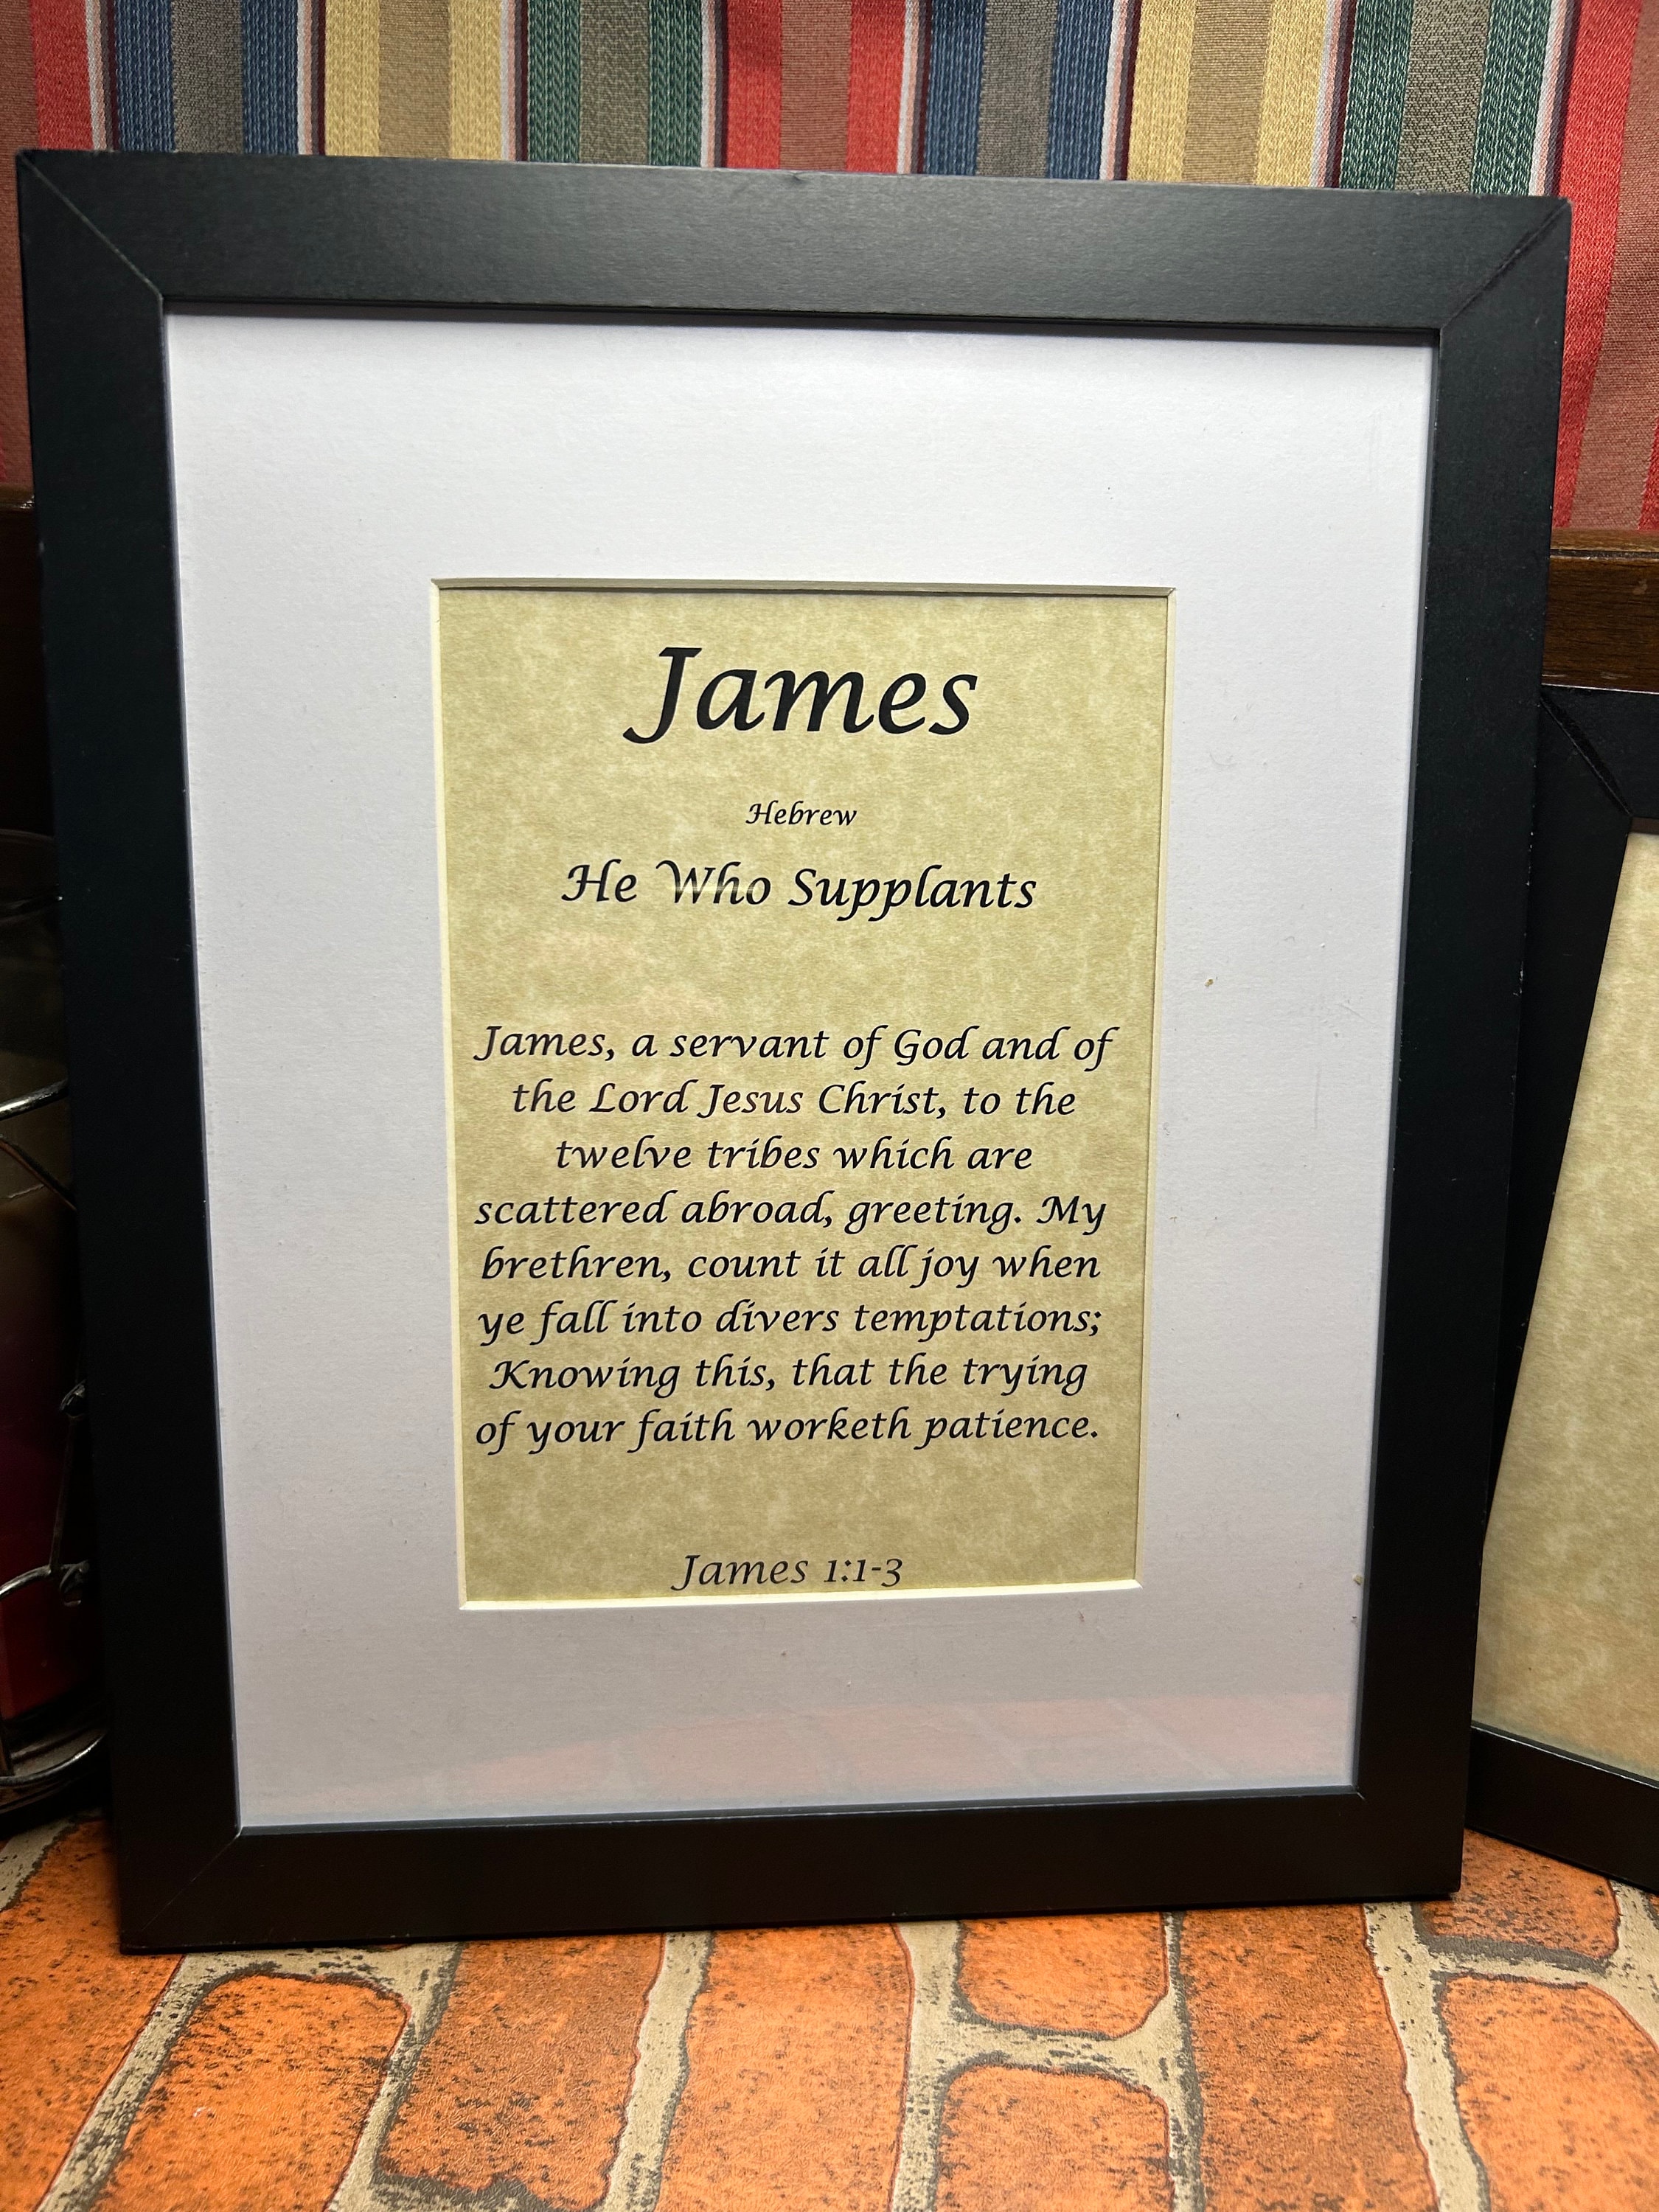 James
Hebrew
He Who Supplants
James, a servant of God and of
the Lord Jesus Christ, to the
twelve tribes which are
scattered abroad, greeting. My
brethren, count it all joy when
ye fall into divers temptations;
Knowing this, that the trying
of your faith worketh patience.
James 1:1-3